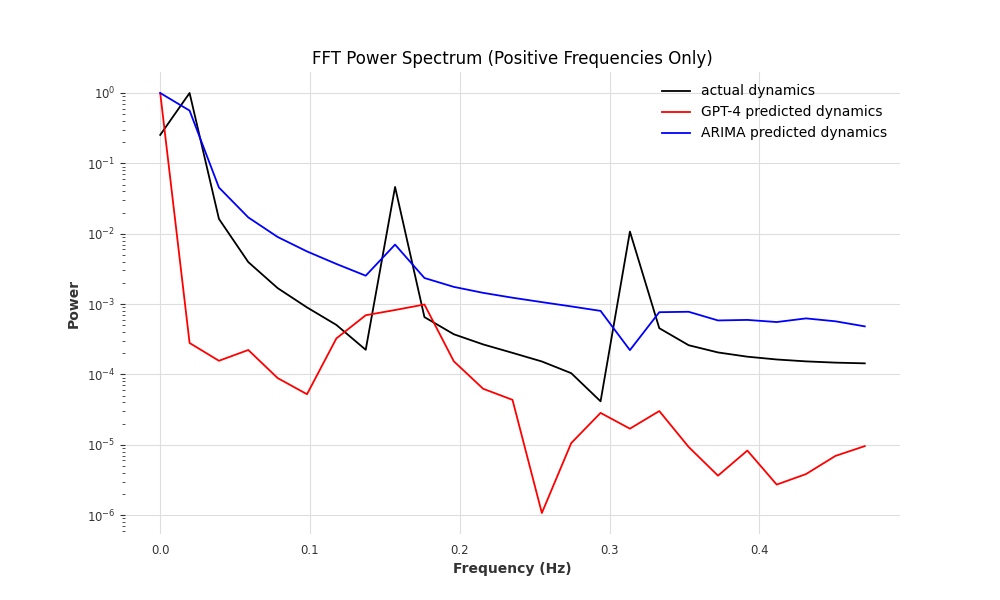 FFT Power Spectrum (Positive Frequencies Only)
actual dynamics
GPT-4 predicted dynamics
ARIMA predicted dynamics
Power
10⁰
10⁻¹
10⁻²
10⁻³
10⁻⁴
10⁻⁵
10⁻⁶
0.0 0.1 0.2 0.3 0.4
Frequency (Hz)